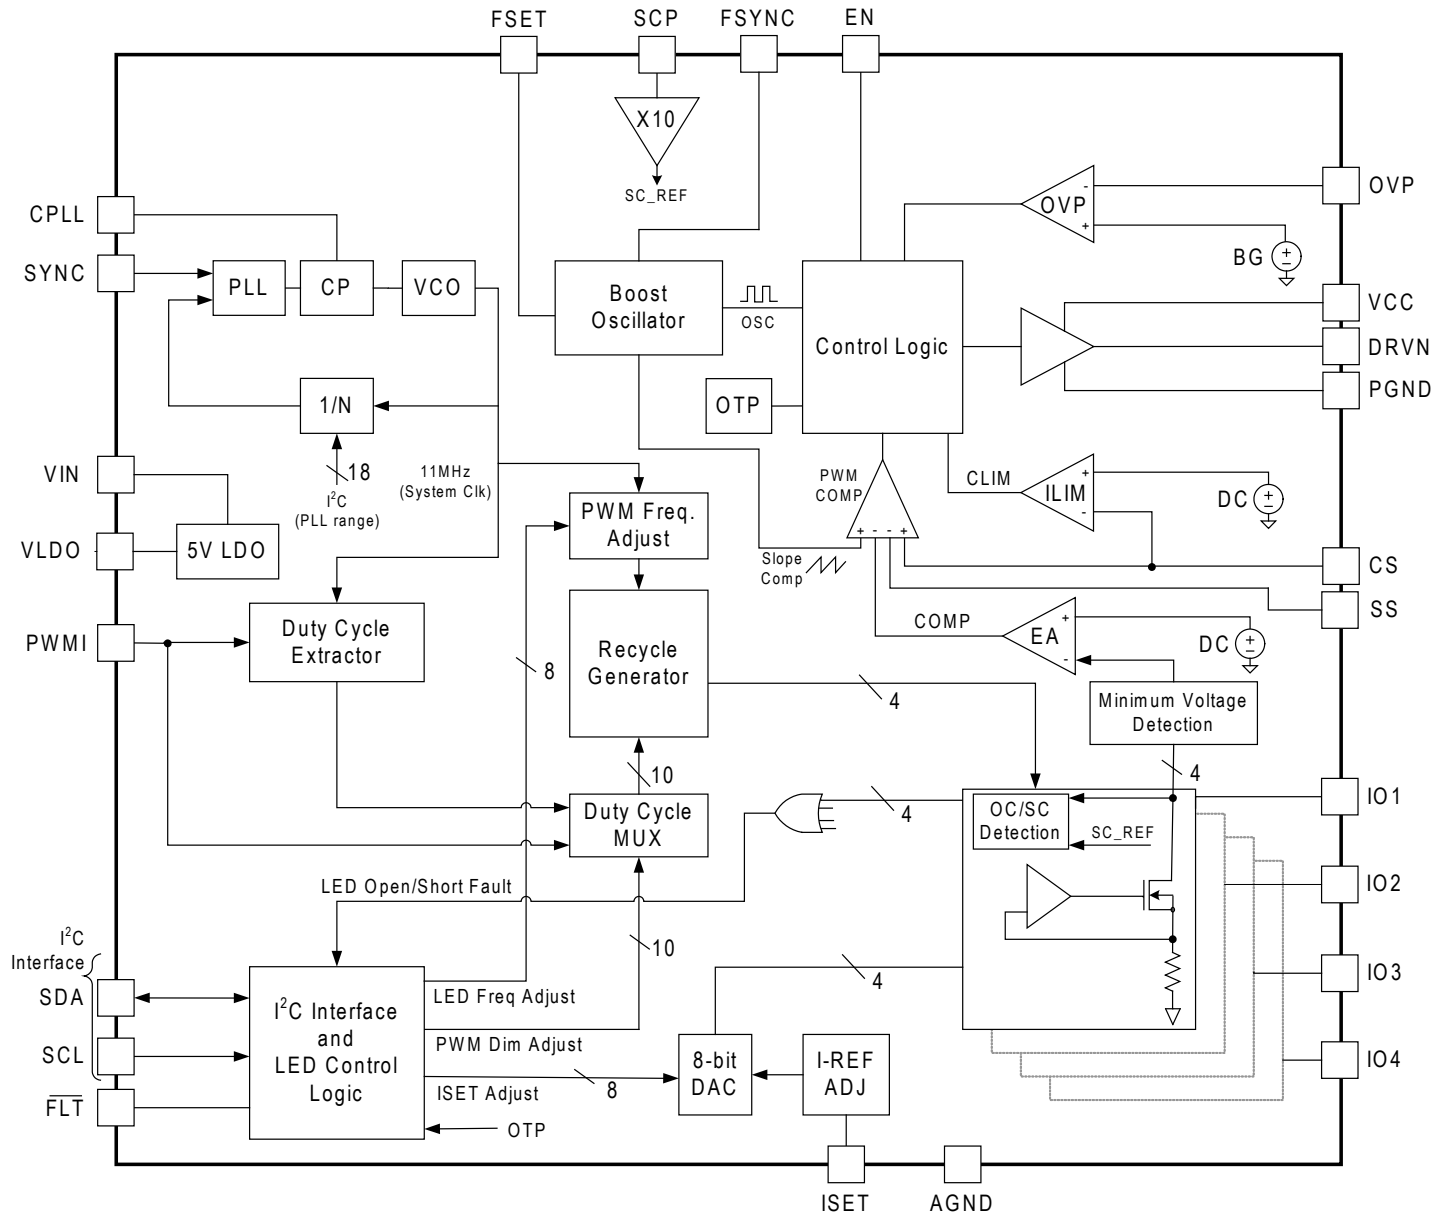 FSET
SCP
FSYNC
EN
X10
SC_REF
OVP
-
+
OVP
BG
CPLL
SYNC
PLL
CP
VCO
Boost
Oscillator
OSC
Control Logic
VCC
DRVN
PGND
1/N
OTP
18
I²C
(PLL range)
11MHz
(System Clk)
VIN
VLDO
5V LDO
PWM Freq.
Adjust
PWM
COMP
+ - - +
CLIM
ILIM
+
-
DC
Slope
Comp
CS
SS
PWMI
Duty Cycle
Extractor
Recycle
Generator
8
4
COMP
EA
+
-
DC
Minimum Voltage
Detection
4
10
Duty Cycle
MUX
4
OC/SC
Detection
SC_REF
IO1
IO2
IO3
IO4
LED Open/Short Fault
10
4
I²C
Interface
SDA
SCL
FLT
I²C Interface
and
LED Control
Logic
LED Freq Adjust
PWM Dim Adjust
ISET Adjust
8
OTP
8-bit
DAC
I-REF
ADJ
ISET
AGND